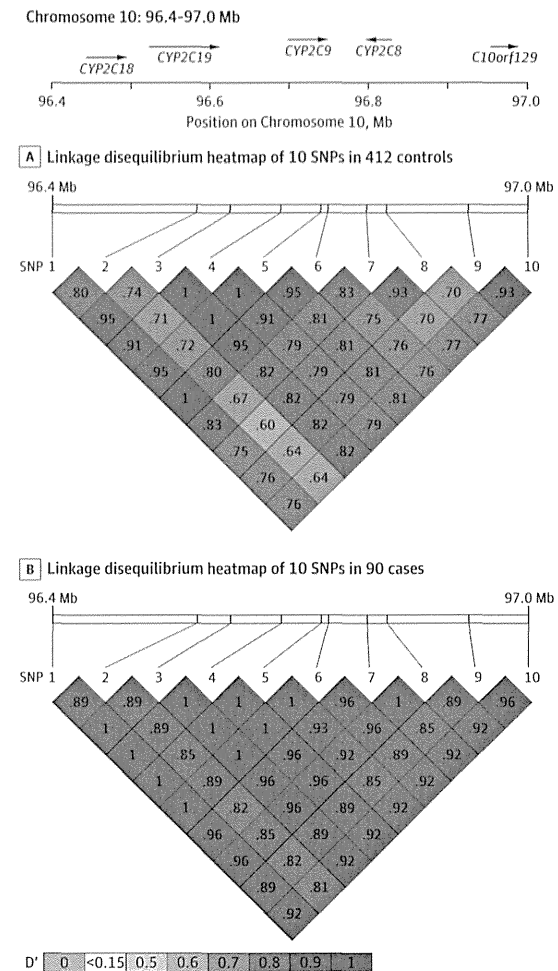 Chromosome 10: 96.4-97.0 Mb
CYP2C18 CYP2C19 CYP2C9 CYP2C8 C10orf129
96.4 96.6 96.8 97.0
Position on Chromosome 10, Mb
A Linkage disequilibrium heatmap of 10 SNPs in 412 controls
96.4 Mb 97.0 Mb
SNP 1 2 3 4 5 6 7 8 9 10
.80 .74 1 1 .95 .83 .93 .70 .93
.95 .71 1 .91 .81 .75 .70 .77
.91 .72 .95 .79 .81 .76 .77
.95 .80 .82 .79 .81 .76
1 .67 .82 .79 .81
.83 .60 .82 .79
.75 .64 .82
.76 .64
.76
B Linkage disequilibrium heatmap of 10 SNPs in 90 cases
96.4 Mb 97.0 Mb
SNP 1 2 3 4 5 6 7 8 9 10
.89 .89 1 1 1 .96 1 .89 .96
1 .89 1 1 .93 .96 .85 .92
1 .85 1 .96 .92 .89 .92
1 .89 .96 .96 .85 .92
1 .82 .96 .89 .92
.96 .85 .89 .92
.96 .82 .92
.89 .81
.92
D' 0 <0.15 0.5 0.6 0.7 0.8 0.9 1